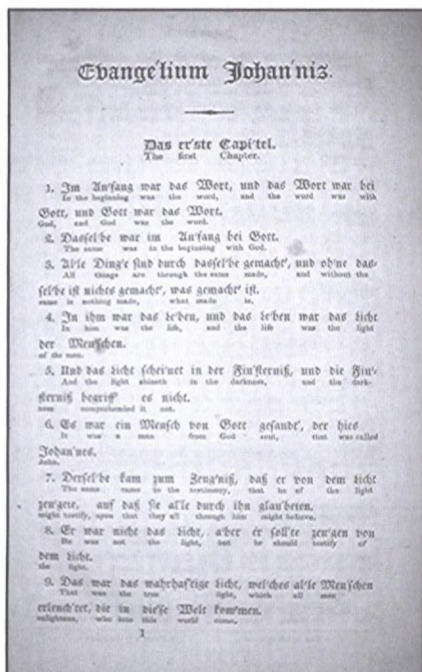 Evange'lium Johan'nis.
Das er'ste Capi'tel.
The first Chapter.
1. Im An'fang war das Wort, und das Wort war bei
In the beginning was the word, and the word was with
Gott, und Gott war das Wort.
God, and God was the word.
2. Dassel'be war im An'fang bei Gott.
The same was in the beginning with God.
3. Al'le Ding'e sind durch dassel'be gemacht', und oh'ne das-
All things are through the same made, and without the
sel'be ist nichts gemacht', was gemacht' ist.
same is nothing made, what made is.
4. In ihm war das Le'ben, und das Le'ben war das Licht
In him was the life, and the life was the light
der Men'schen.
of the men.
5. Und das Licht schei'net in der Fin'sterniß, und die Fin'-
And the light shineth in the darkness, and the dark-
sterniß begriff' es nicht.
ness comprehended it not.
6. Es war ein Mensch von Gott gesandt', der hies
It was a man from God sent, that was called
Johan'nes.
John.
7. Dersel'be kam zum Zeug'niß, daß er von dem Licht
The same came to the testimony, that he of the light
zeu'gete, auf daß sie al'le durch ihn glau'beten.
might testify, upon that they all through him might believe.
8. Er war nicht das Licht, a'ber er soll'te zeu'gen von
He was not the light, but he should testify of
dem Licht.
the light.
9. Das war das wahrhaf'tige Licht, wel'ches al'le Men'schen
That was the true light, which all men
erleuch'tet, die in die'se Welt kom'men.
enlightens, who into this world come.
1